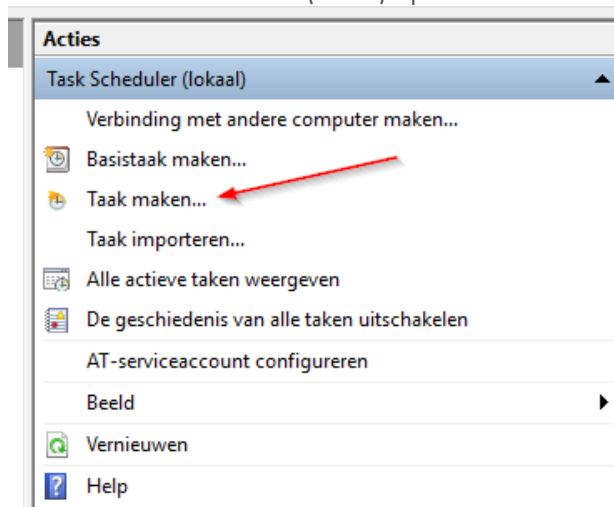 Acties
Task Scheduler (lokaal)
Verbinding met andere computer maken...
Basistaak maken...
Taak maken...
Taak importeren...
Alle actieve taken weergeven
De geschiedenis van alle taken uitschakelen
AT-serviceaccount configureren
Beeld
Vernieuwen
Help